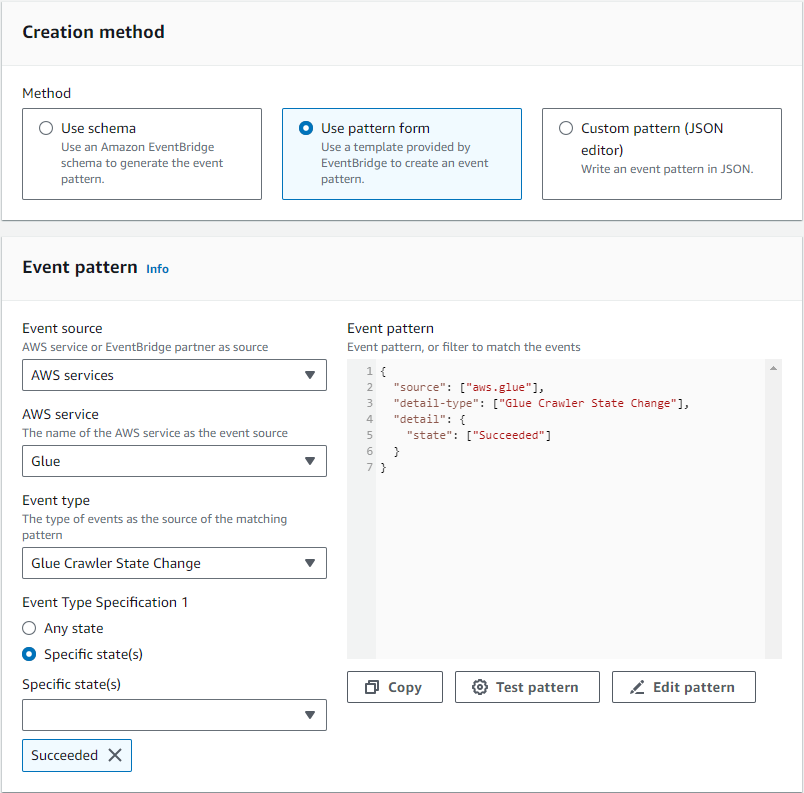 Creation method
Method
Use schema
Use an Amazon EventBridge
schema to generate the event
pattern.
Use pattern form
Use a template provided by
EventBridge to create an event
pattern.
Custom pattern (JSON
editor)
Write an event pattern in JSON.
Event pattern Info
Event source
AWS service or EventBridge partner as source
AWS services
AWS service
The name of the AWS service as the event source
Glue
Event type
The type of events as the source of the matching
pattern
Glue Crawler State Change
Event Type Specification 1
Any state
Specific state(s)
Specific state(s)
Succeeded
Event pattern
Event pattern, or filter to match the events
1 {
2   "source": ["aws.glue"],
3   "detail-type": ["Glue Crawler State Change"],
4   "detail": {
5     "state": ["Succeeded"]
6   }
7 }
Copy
Test pattern
Edit pattern